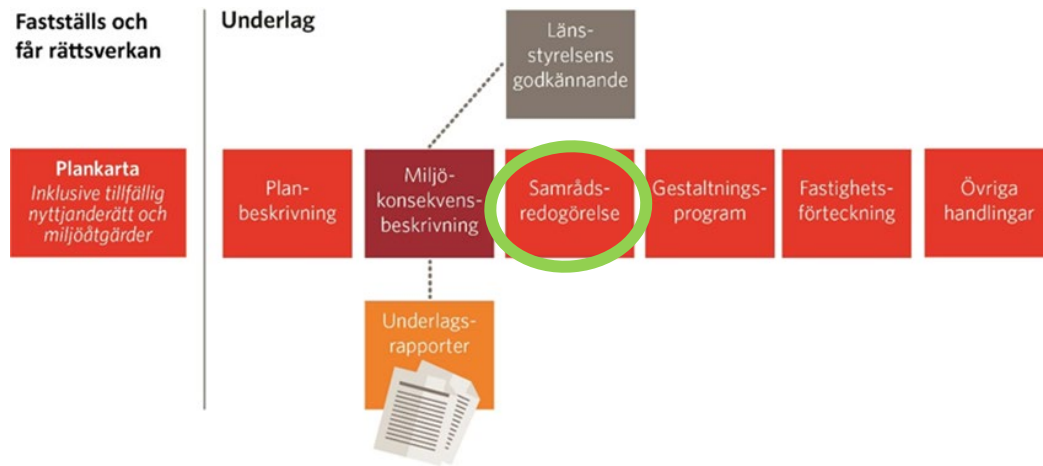 Fastställs och
får rättsverkan
Underlag
Läns-
styrelsens
godkännande
Plankarta
Inklusive tillfällig
nyttjanderätt och
miljöåtgärder
Plan-
beskrivning
Miljö-
konsekvens-
beskrivning
Samråds-
redogörelse
Gestaltnings-
program
Fastighets-
förteckning
Övriga
handlingar
Underlags-
rapporter